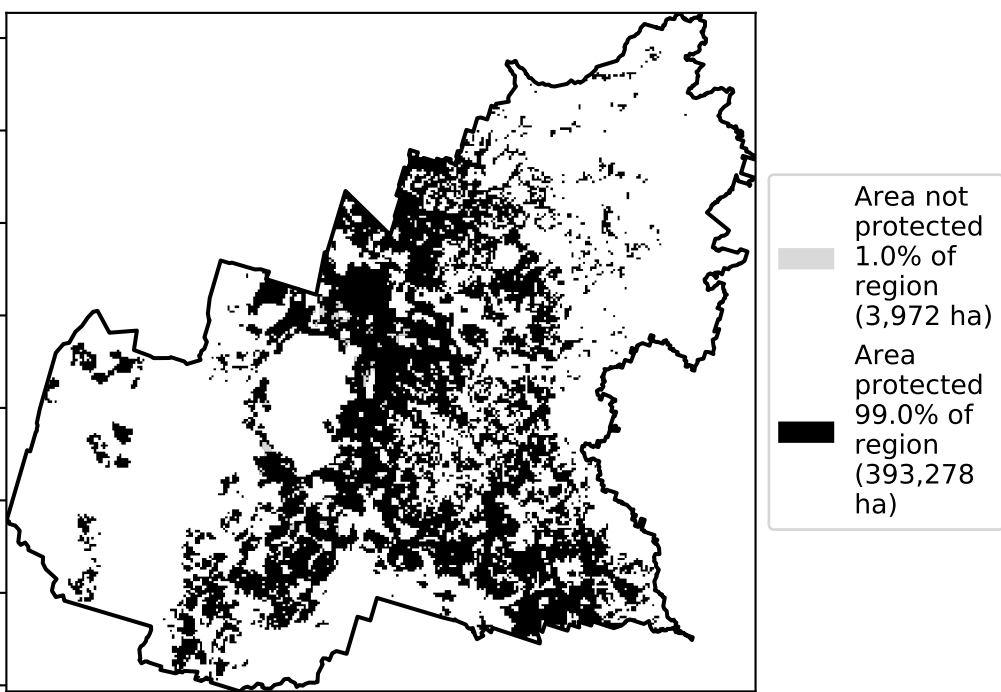 Area not
protected
1.0% of
region
(3,972 ha)
Area
protected
99.0% of
region
(393,278
ha)